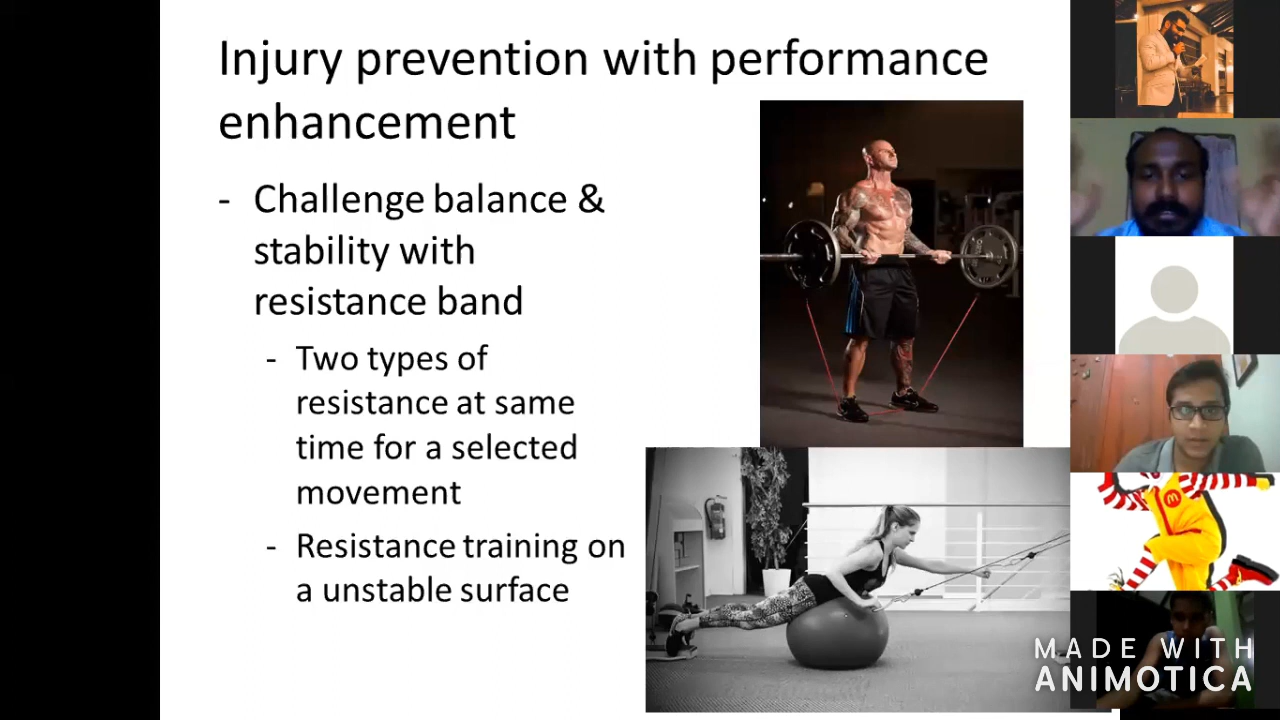 Injury prevention with performance
enhancement
- Challenge balance &
stability with
resistance band
- Two types of
resistance at same
time for a selected
movement
- Resistance training on
a unstable surface
MADE WITH
ANIMOTICA